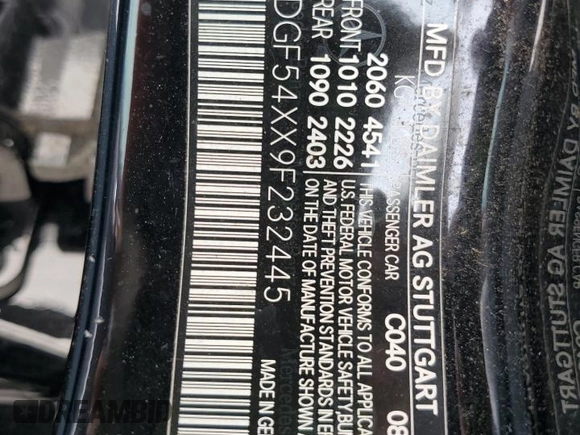 MFD BY DAIMLER AG STUTTGART
KG PASSENGER CAR C040 08
2060 4541 THIS VEHICLE CONFORMS TO ALL APPLICA
FRONT 1010 2226 U.S. FEDERAL MOTOR VEHICLE SAFETY BUM
REAR 1090 2403 AND THEFT PREVENTION STANDARDS IN EF
ON THE DATE OF MANUFACTURE SHOWN
DGF54XX9F232445 MADE IN GE
DREAMBID